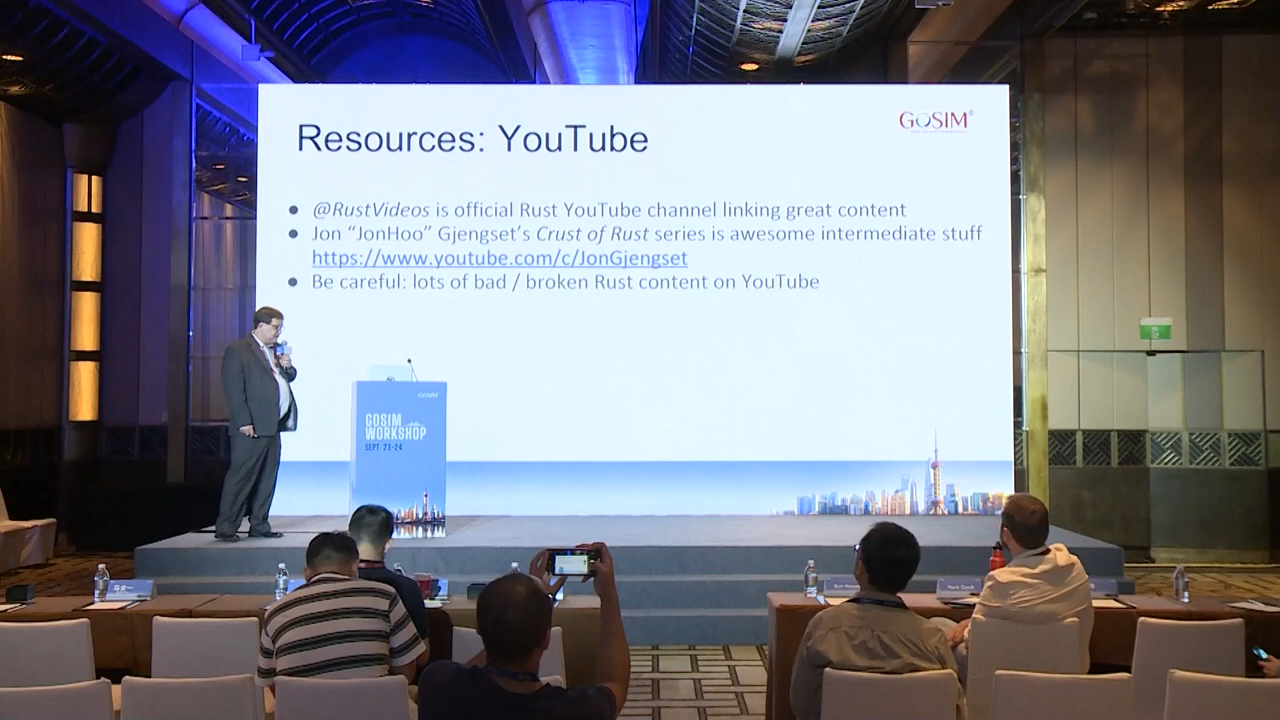 GOSIM
Resources: YouTube
● @RustVideos is official Rust YouTube channel linking great content
● Jon “JonHoo” Gjengset’s Crust of Rust series is awesome intermediate stuff
https://www.youtube.com/c/JonGjengset
● Be careful: lots of bad / broken Rust content on YouTube
GOSIM
GOSIM
WORKSHOP
SEPT 23-24